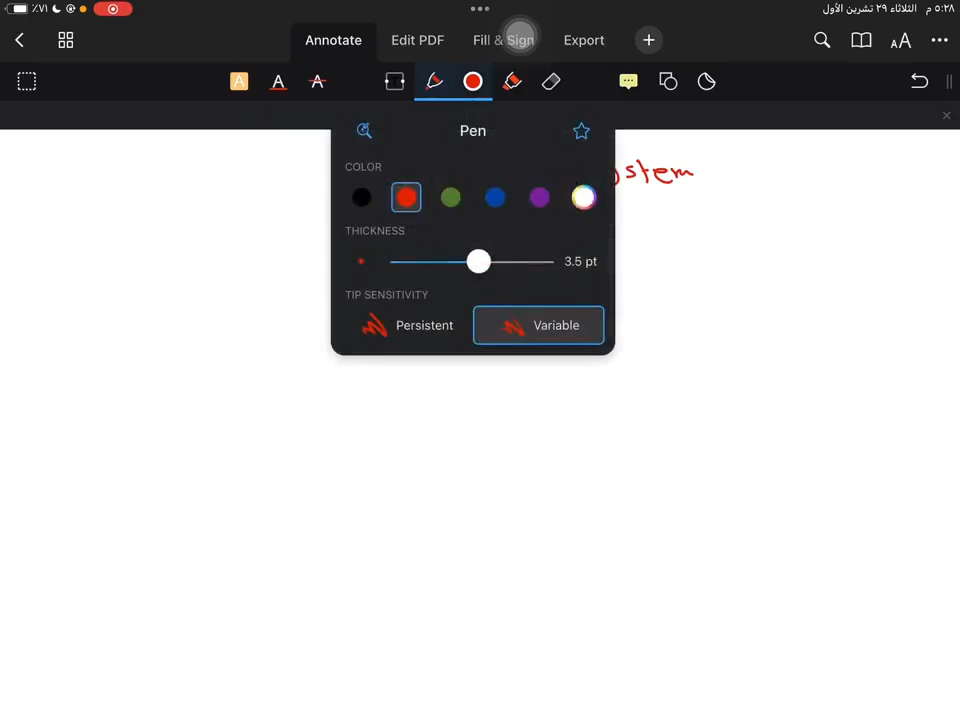 ٪٧١ الثلاثاء ٢٩ تشرين الأول ٥:٢٨ م
Annotate Edit PDF Fill & Sign Export
A A A AA
Pen
COLOR
stem
THICKNESS
3.5 pt
TIP SENSITIVITY
Persistent Variable